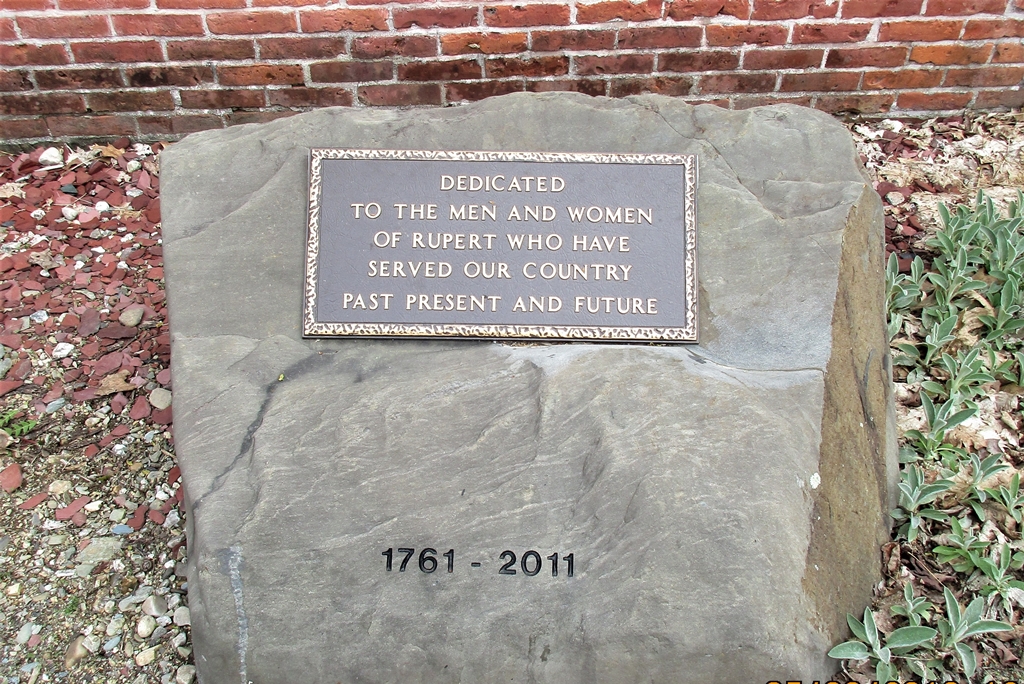 DEDICATED
TO THE MEN AND WOMEN
OF RUPERT WHO HAVE
SERVED OUR COUNTRY
PAST PRESENT AND FUTURE
1761 - 2011